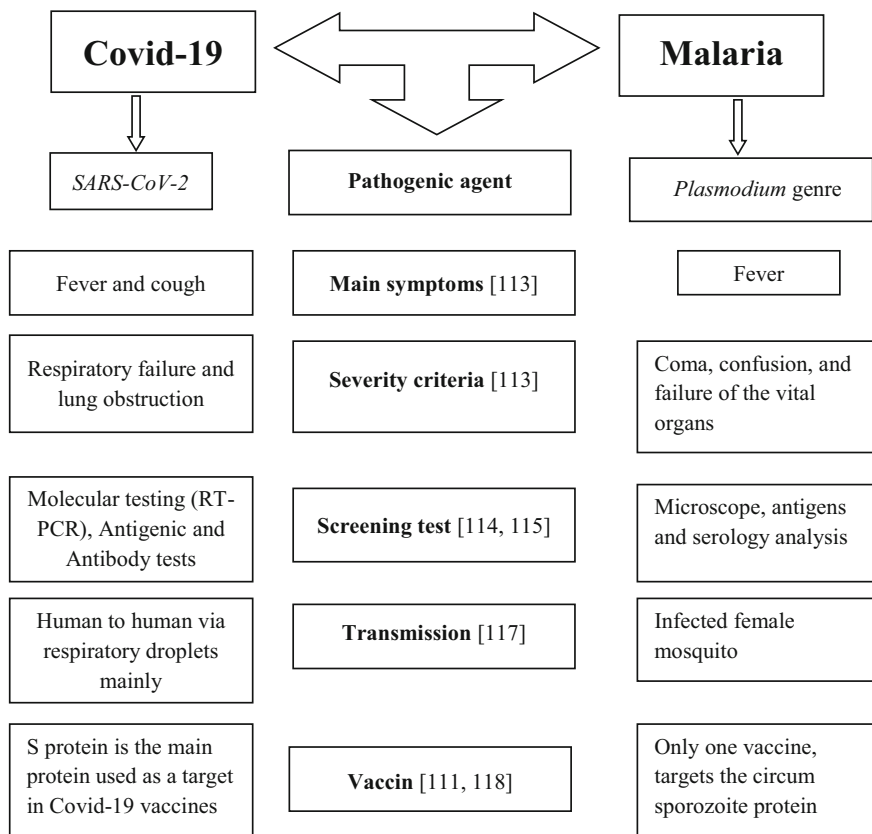 Covid-19
Malaria
SARS-CoV-2
Pathogenic agent
Plasmodium genre
Fever and cough
Main symptoms [113]
Fever
Respiratory failure and
lung obstruction
Severity criteria [113]
Coma, confusion, and
failure of the vital
organs
Molecular testing (RT-
PCR), Antigenic and
Antibody tests
Screening test [114, 115]
Microscope, antigens
and serology analysis
Human to human via
respiratory droplets
mainly
Transmission [117]
Infected female
mosquito
S protein is the main
protein used as a target
in Covid-19 vaccines
Vaccin [111, 118]
Only one vaccine,
targets the circum
sporozoite protein